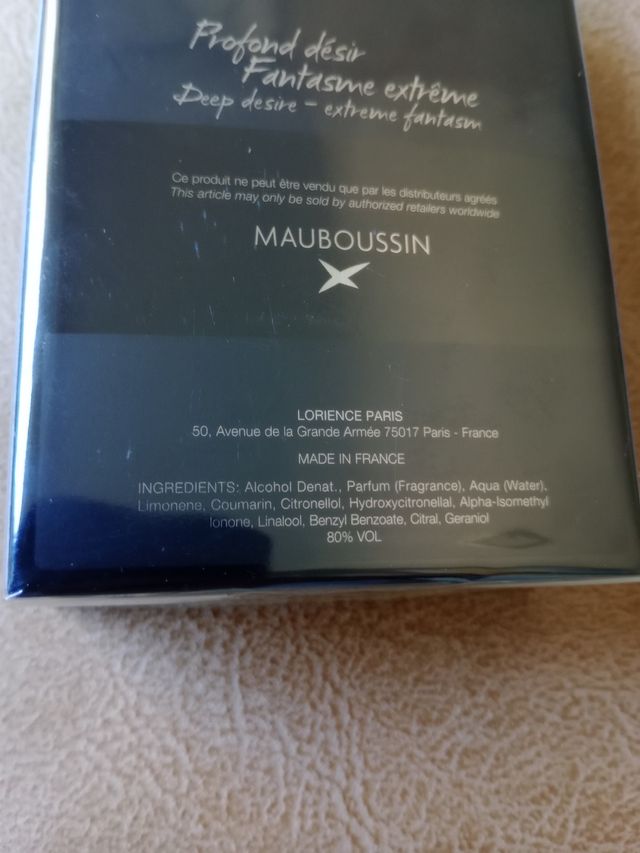 Profond désir
Fantasme extrême
Deep desire - extreme fantasm
Ce produit ne peut être vendu que par les distributeurs agréés
This article may only be sold by authorized retailers worldwide
MAUBOUSSIN
LORIENCE PARIS
50, Avenue de la Grande Armée 75017 Paris - France
MADE IN FRANCE
INGREDIENTS: Alcohol Denat., Parfum (Fragrance), Aqua (Water),
Limonene, Coumarin, Citronellol, Hydroxycitronellal, Alpha-Isomethyl
Ionone, Linalool, Benzyl Benzoate, Citral, Geraniol
80% VOL